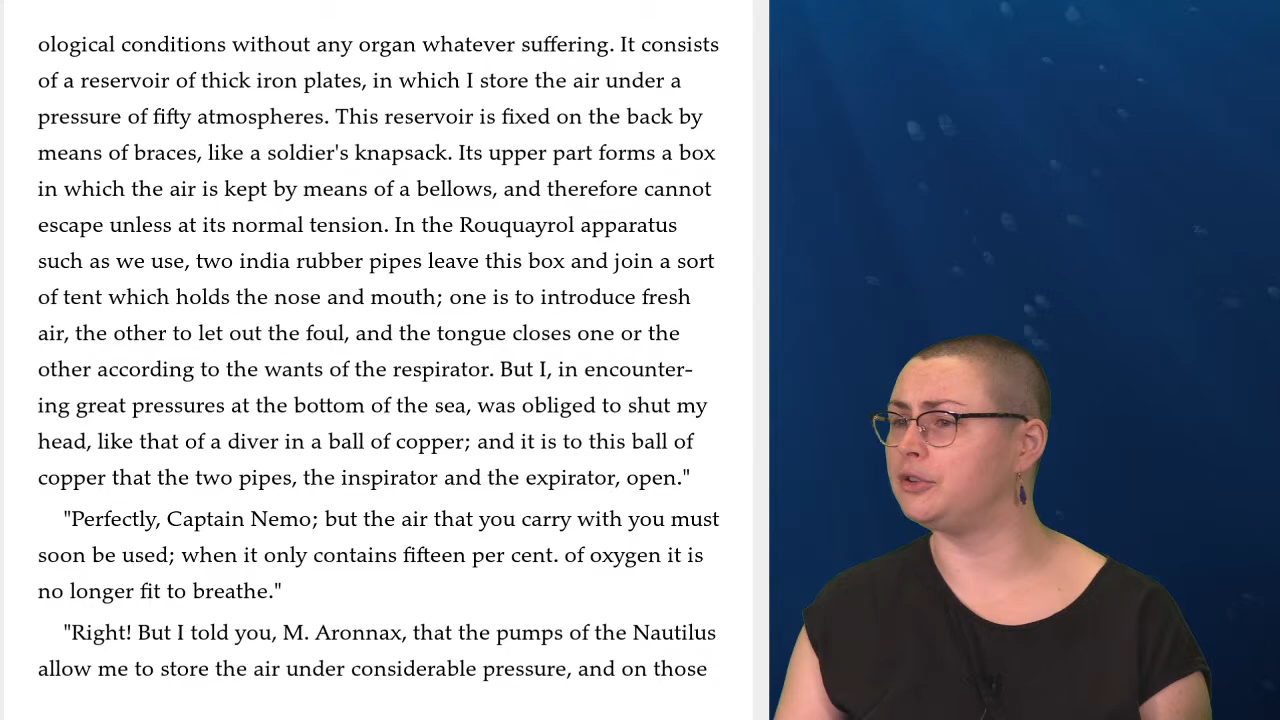 ological conditions without any organ whatever suffering. It consists
of a reservoir of thick iron plates, in which I store the air under a
pressure of fifty atmospheres. This reservoir is fixed on the back by
means of braces, like a soldier's knapsack. Its upper part forms a box
in which the air is kept by means of a bellows, and therefore cannot
escape unless at its normal tension. In the Rouquayrol apparatus
such as we use, two india rubber pipes leave this box and join a sort
of tent which holds the nose and mouth; one is to introduce fresh
air, the other to let out the foul, and the tongue closes one or the
other according to the wants of the respirator. But I, in encounter-
ing great pressures at the bottom of the sea, was obliged to shut my
head, like that of a diver in a ball of copper; and it is to this ball of
copper that the two pipes, the inspirator and the expirator, open."
"Perfectly, Captain Nemo; but the air that you carry with you must
soon be used; when it only contains fifteen per cent. of oxygen it is
no longer fit to breathe."
"Right! But I told you, M. Aronnax, that the pumps of the Nautilus
allow me to store the air under considerable pressure, and on those